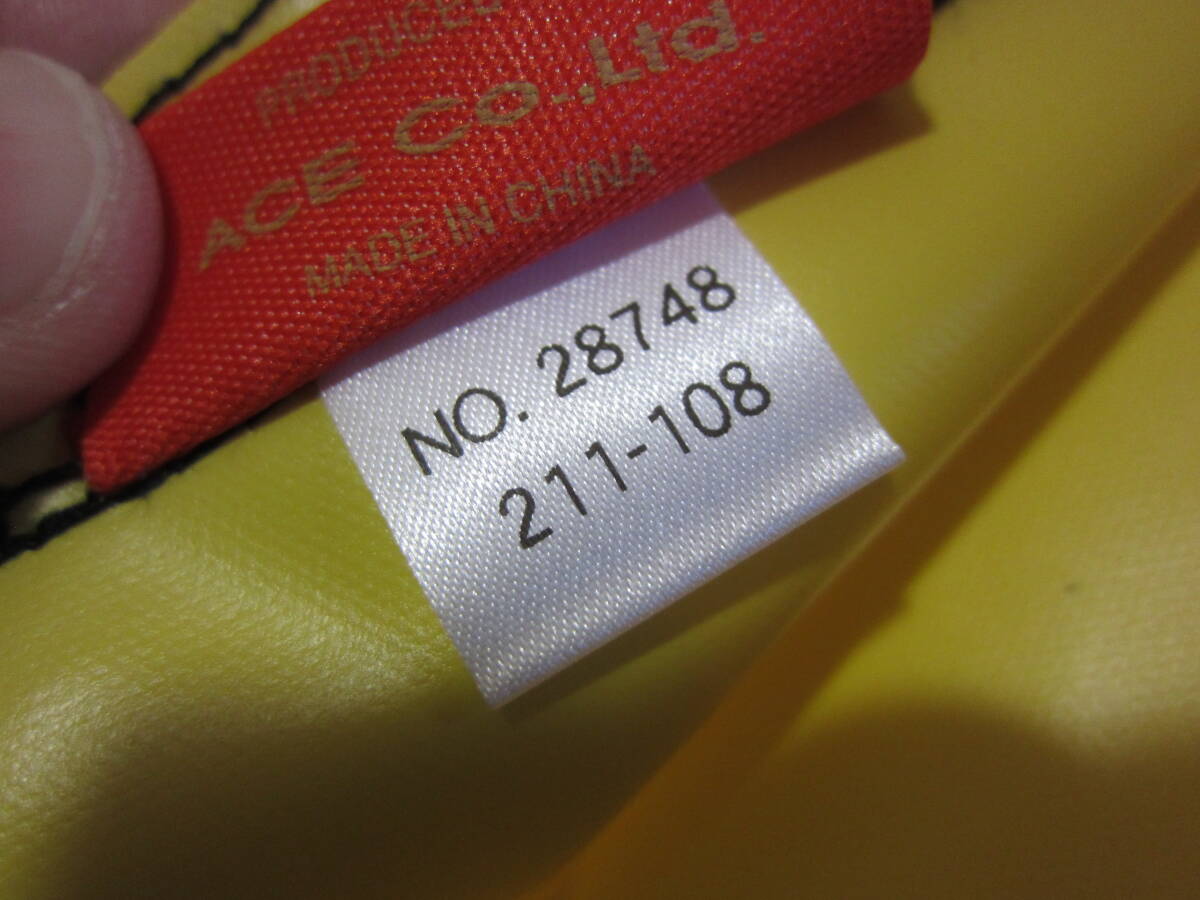 PRODUCED
ACE Co.,Ltd.
MADE IN CHINA
NO. 28748
211-108